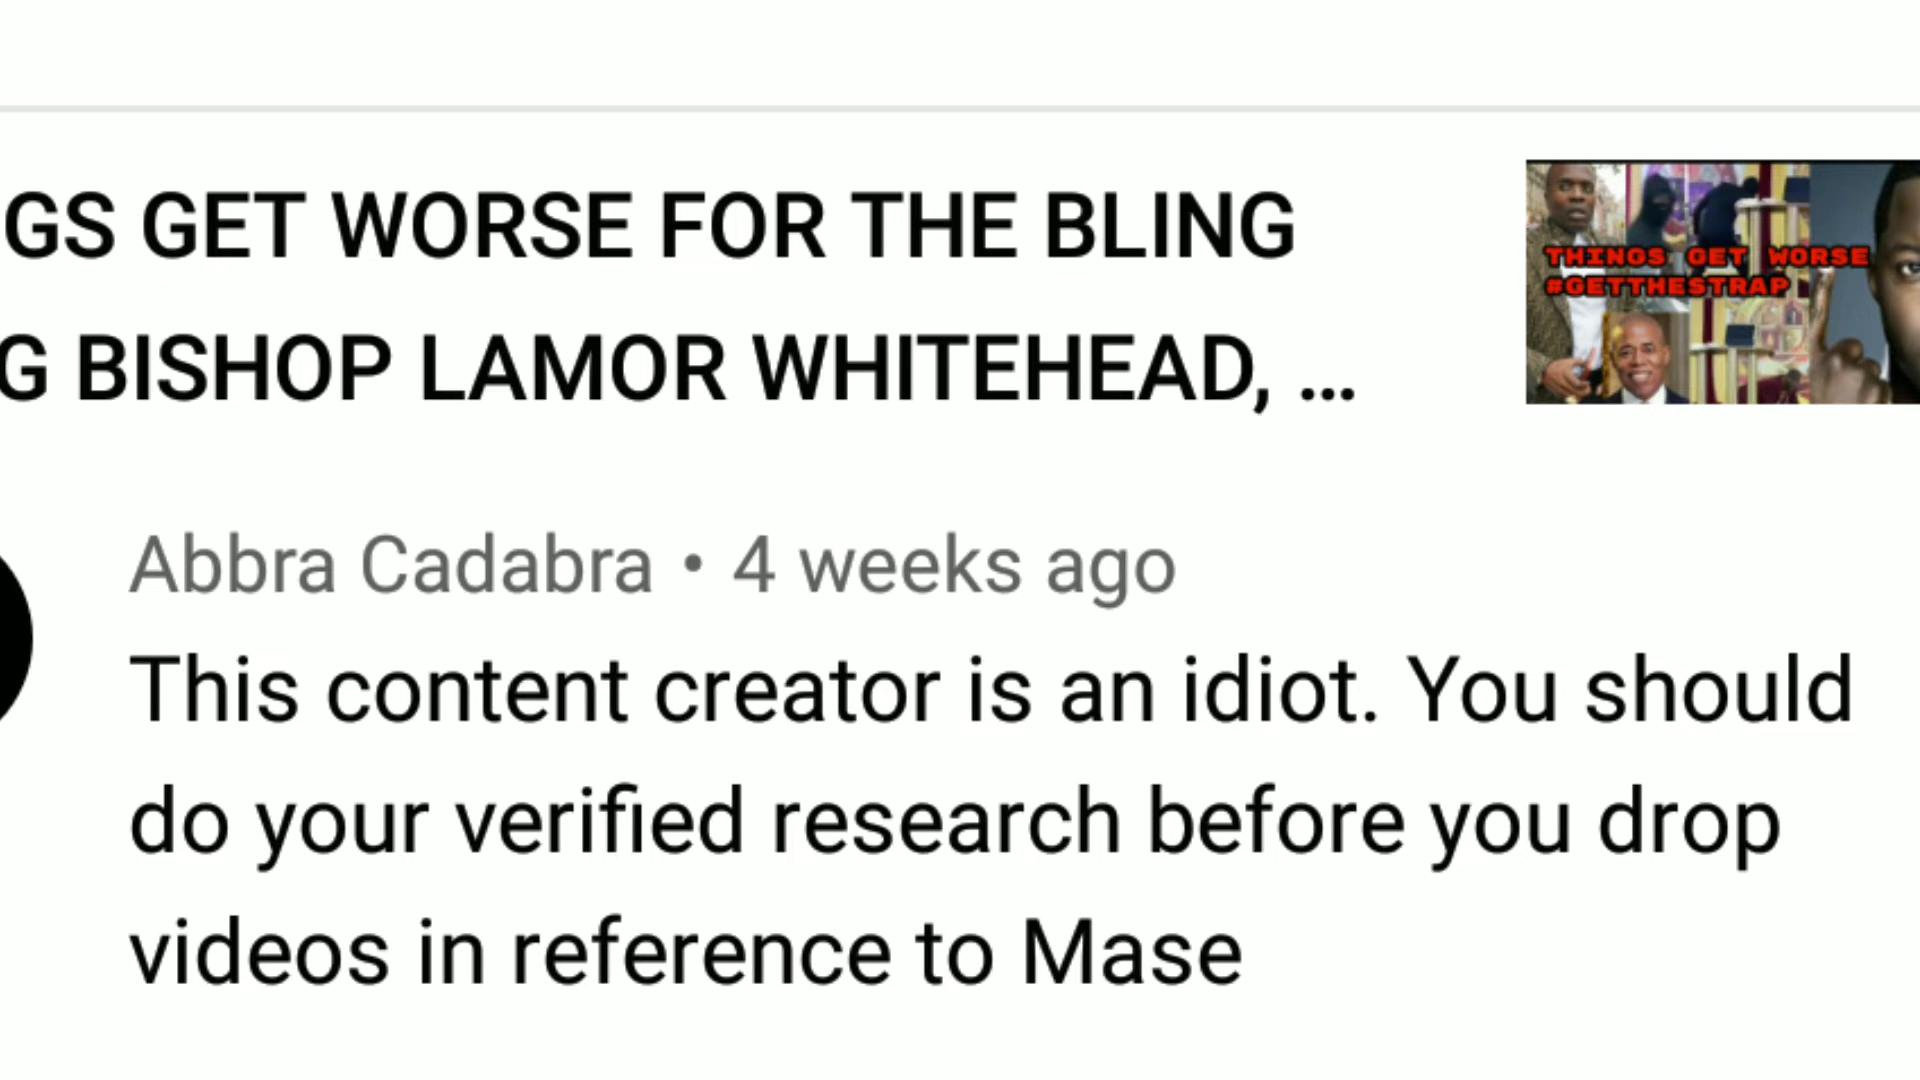 GS GET WORSE FOR THE BLING
G BISHOP LAMOR WHITEHEAD, ...
THINGS GET WORSE
#GETTHESTRAP
Abbra Cadabra • 4 weeks ago
This content creator is an idiot. You should
do your verified research before you drop
videos in reference to Mase